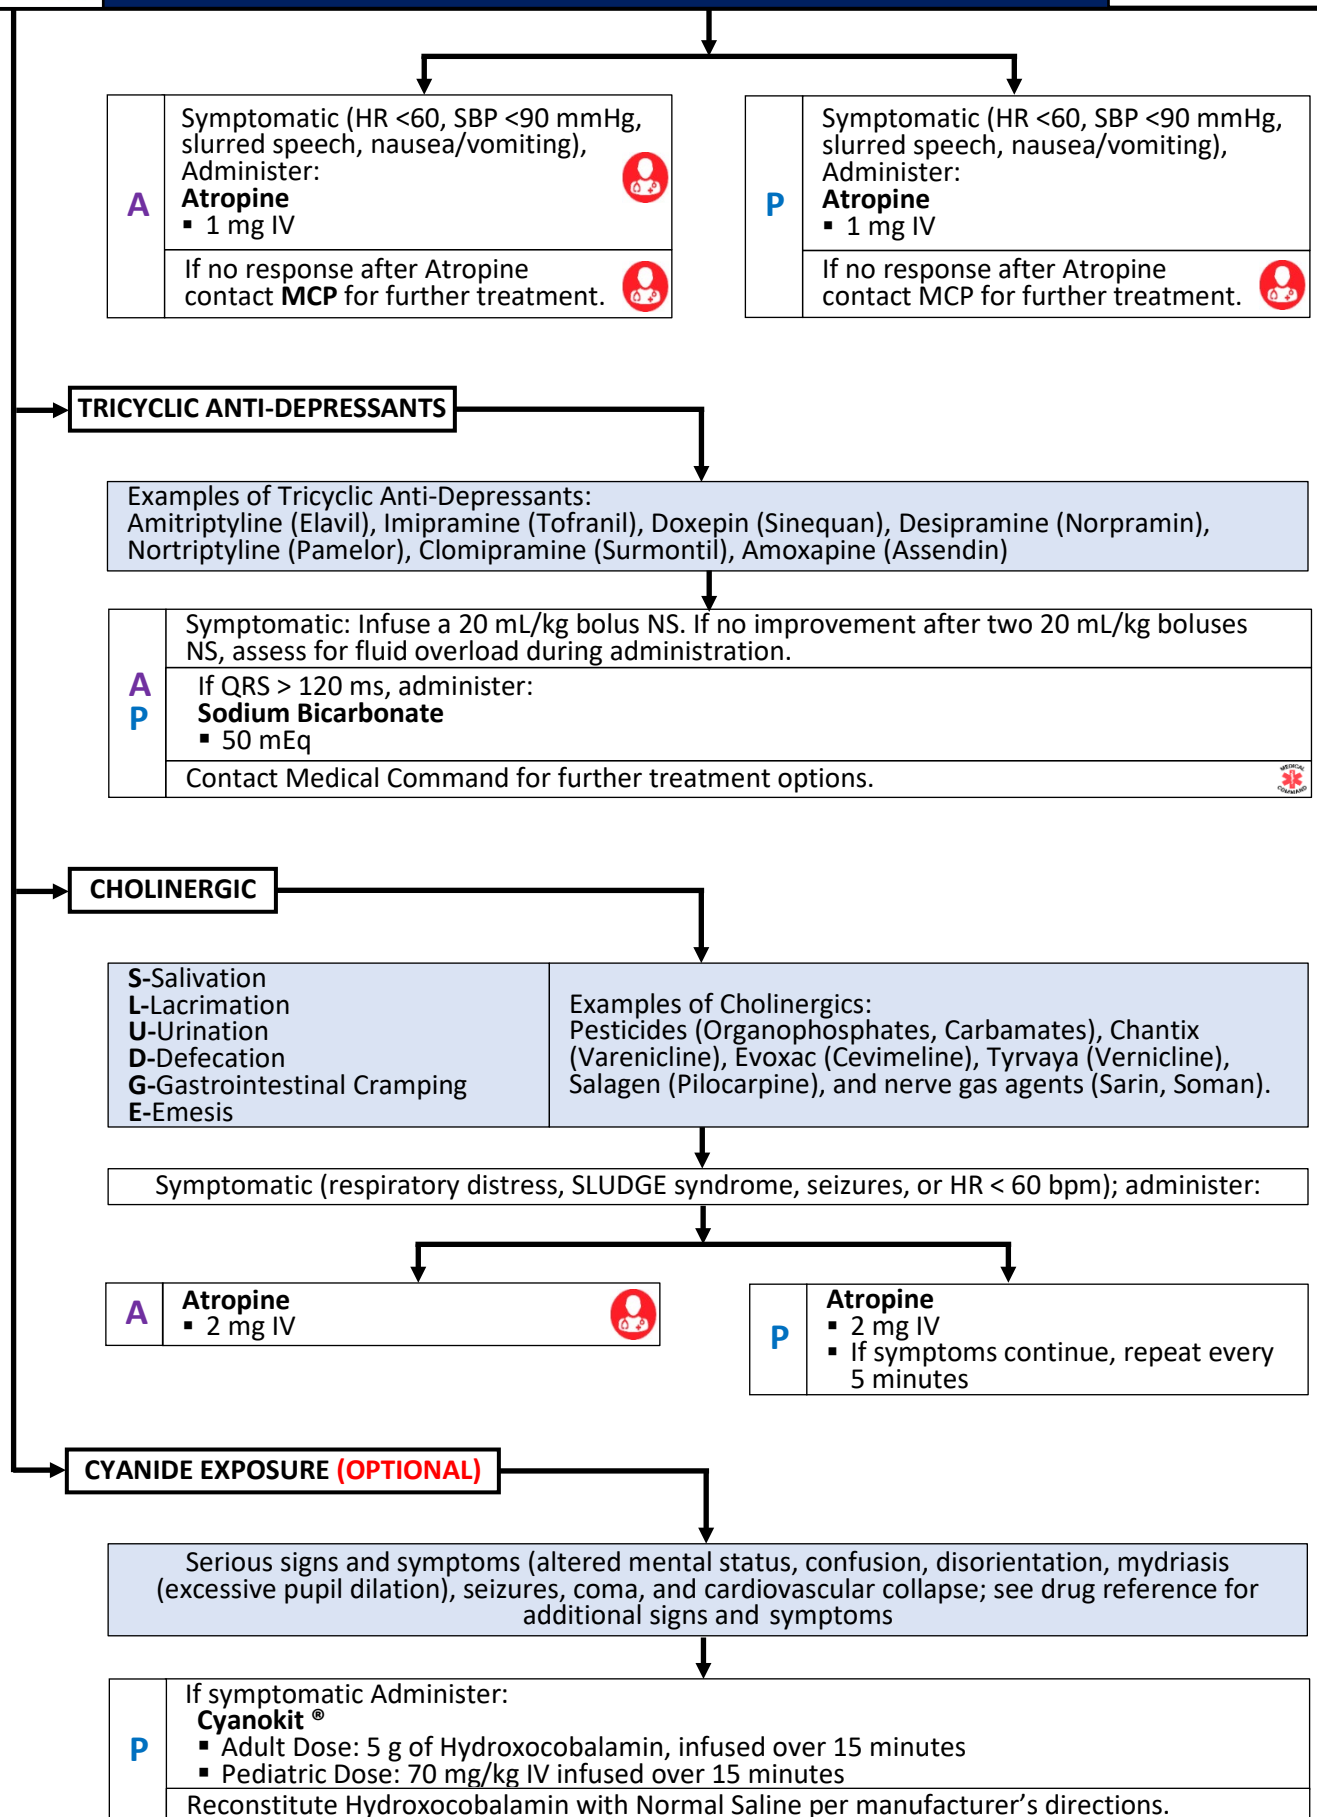 A
Symptomatic (HR <60, SBP <90 mmHg,
slurred speech, nausea/vomiting),
Administer:
Atropine
▪ 1 mg IV
If no response after Atropine
contact MCP for further treatment.
P
Symptomatic (HR <60, SBP <90 mmHg,
slurred speech, nausea/vomiting),
Administer:
Atropine
▪ 1 mg IV
If no response after Atropine
contact MCP for further treatment.
TRICYCLIC ANTI-DEPRESSANTS
Examples of Tricyclic Anti-Depressants:
Amitriptyline (Elavil), Imipramine (Tofranil), Doxepin (Sinequan), Desipramine (Norpramin),
Nortriptyline (Pamelor), Clomipramine (Surmontil), Amoxapine (Assendin)
A
P
Symptomatic: Infuse a 20 mL/kg bolus NS. If no improvement after two 20 mL/kg boluses
NS, assess for fluid overload during administration.
If QRS > 120 ms, administer:
Sodium Bicarbonate
▪ 50 mEq
Contact Medical Command for further treatment options.
MEDICAL
COMMAND
CHOLINERGIC
S-Salivation
L-Lacrimation
U-Urination
D-Defecation
G-Gastrointestinal Cramping
E-Emesis
Examples of Cholinergics:
Pesticides (Organophosphates, Carbamates), Chantix
(Varenicline), Evoxac (Cevimeline), Tyrvaya (Vernicline),
Salagen (Pilocarpine), and nerve gas agents (Sarin, Soman).
Symptomatic (respiratory distress, SLUDGE syndrome, seizures, or HR < 60 bpm); administer:
A
Atropine
▪ 2 mg IV
P
Atropine
▪ 2 mg IV
▪ If symptoms continue, repeat every
5 minutes
CYANIDE EXPOSURE (OPTIONAL)
Serious signs and symptoms (altered mental status, confusion, disorientation, mydriasis
(excessive pupil dilation), seizures, coma, and cardiovascular collapse; see drug reference for
additional signs and symptoms
P
If symptomatic Administer:
Cyanokit ®
▪ Adult Dose: 5 g of Hydroxocobalamin, infused over 15 minutes
▪ Pediatric Dose: 70 mg/kg IV infused over 15 minutes
Reconstitute Hydroxocobalamin with Normal Saline per manufacturer's directions.